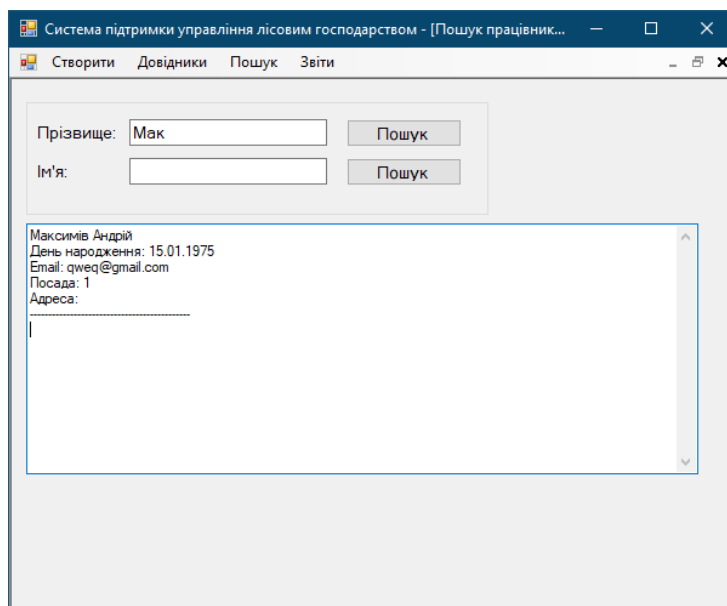 Система підтримки управління лісовим господарством - [Пошук працівник...
Створити Довідники Пошук Звіти
Прізвище: Мак Пошук
Ім'я: Пошук
Максимів Андрій
День народження: 15.01.1975
Email: qweq@gmail.com
Посада: 1
Адреса:
--------------------------------------------